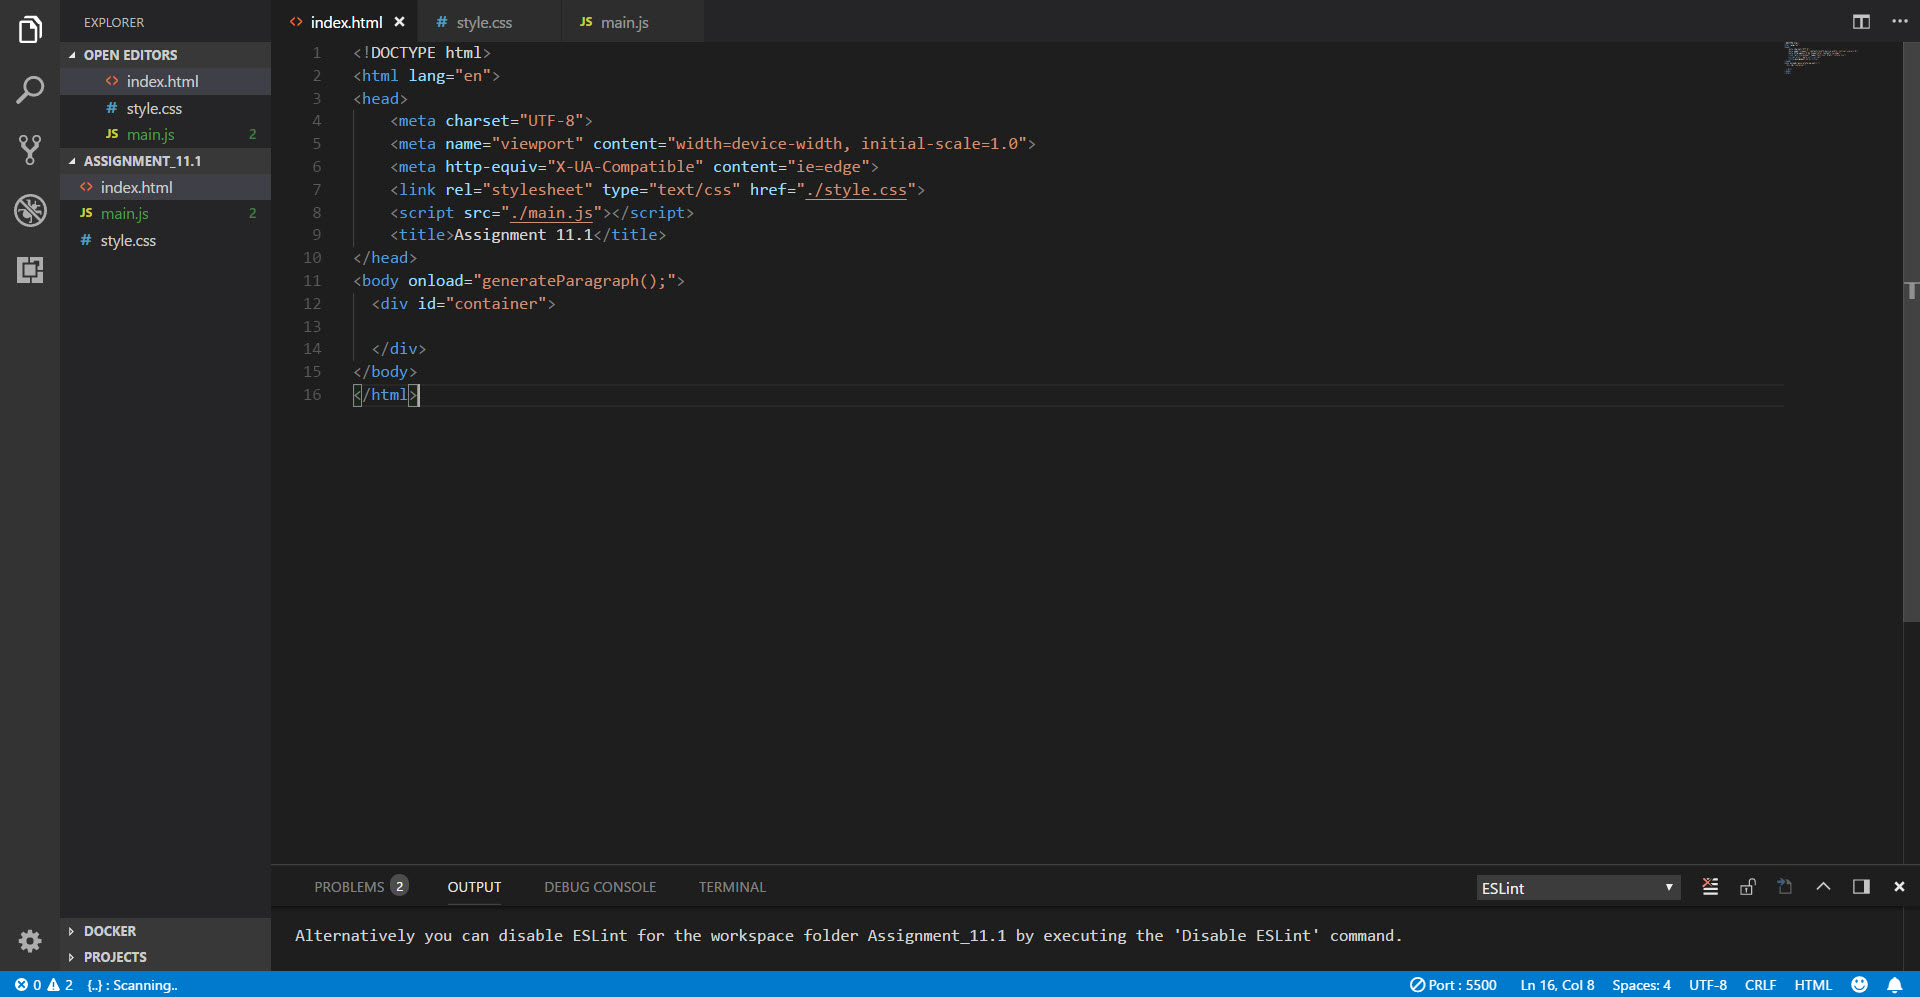 EXPLORER
OPEN EDITORS
<> index.html
# style.css
JS main.js 2
ASSIGNMENT_11.1
<> index.html
JS main.js 2
# style.css
DOCKER
PROJECTS
<> index.html # style.css JS main.js
1 <!DOCTYPE html>
2 <html lang="en">
3 <head>
4 <meta charset="UTF-8">
5 <meta name="viewport" content="width=device-width, initial-scale=1.0">
6 <meta http-equiv="X-UA-Compatible" content="ie=edge">
7 <link rel="stylesheet" type="text/css" href="./style.css">
8 <script src="./main.js"></script>
9 <title>Assignment 11.1</title>
10 </head>
11 <body onload="generateParagraph();">
12 <div id="container">
13
14 </div>
15 </body>
16 </html>
PROBLEMS 2 OUTPUT DEBUG CONSOLE TERMINAL ESLint
Alternatively you can disable ESLint for the workspace folder Assignment_11.1 by executing the 'Disable ESLint' command.
0 2 {..} : Scanning.. Port : 5500 Ln 16, Col 8 Spaces: 4 UTF-8 CRLF HTML